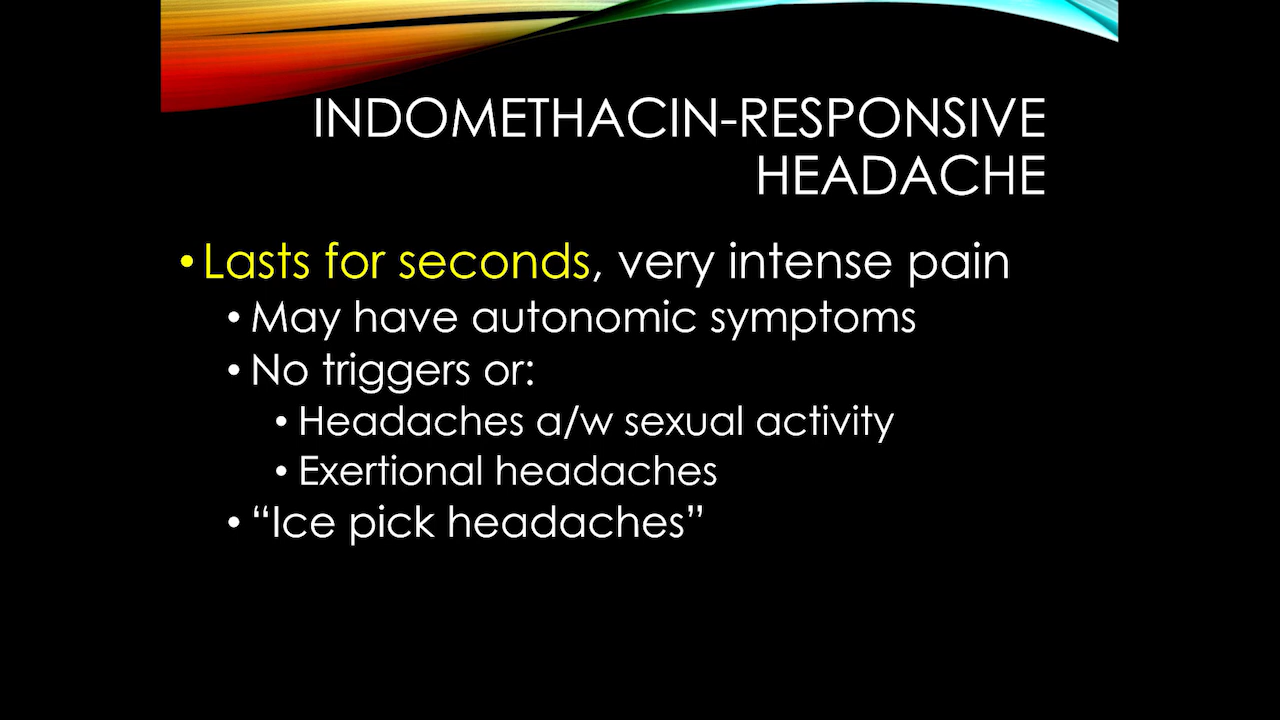 INDOMETHACIN-RESPONSIVE
HEADACHE
• Lasts for seconds, very intense pain
• May have autonomic symptoms
• No triggers or:
• Headaches a/w sexual activity
• Exertional headaches
• “Ice pick headaches”